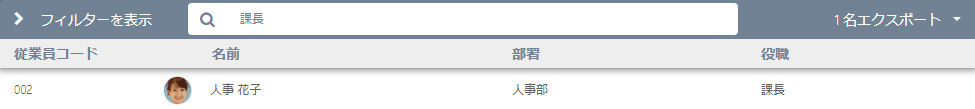 フィルターを表示 課長 1名エクスポート
従業員コード 名前 部署 役職
002 人事 花子 人事部 課長